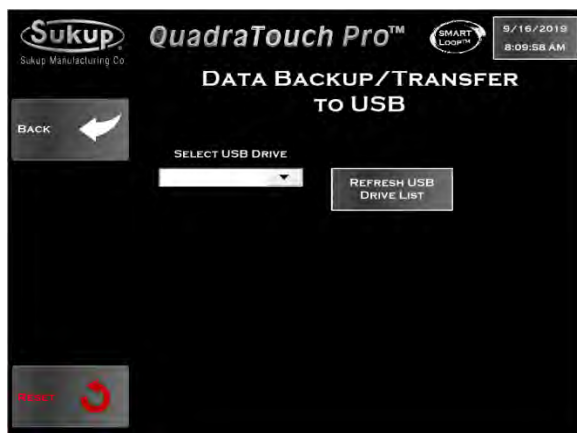 Sukup
Sukup Manufacturing Co.
QuadraTouch Pro™
SMART
LOOP™
9/16/2019
8:09:58 AM
DATA BACKUP/TRANSFER
TO USB
BACK
SELECT USB DRIVE
REFRESH USB
DRIVE LIST
RESET